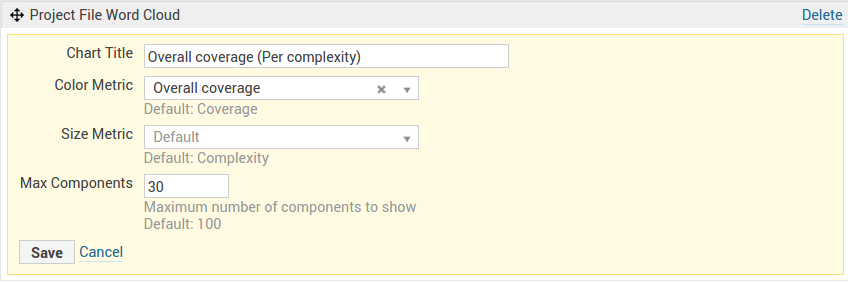 Project File Word Cloud Delete
Chart Title Overall coverage (Per complexity)
Color Metric Overall coverage
Default: Coverage
Size Metric Default
Default: Complexity
Max Components 30
Maximum number of components to show
Default: 100
Save Cancel